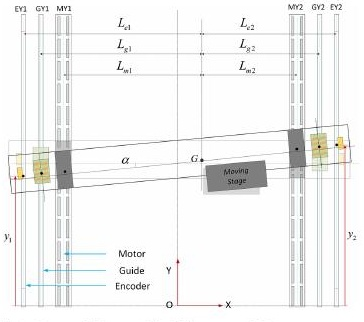 EY1 GY1 MY1 MY2 GY2 EY2
Le1 Le2
Lg1 Lg2
Lm1 Lm2
α G
Moving
Stage
y1 y2
Motor
Guide
Encoder
Y
O X